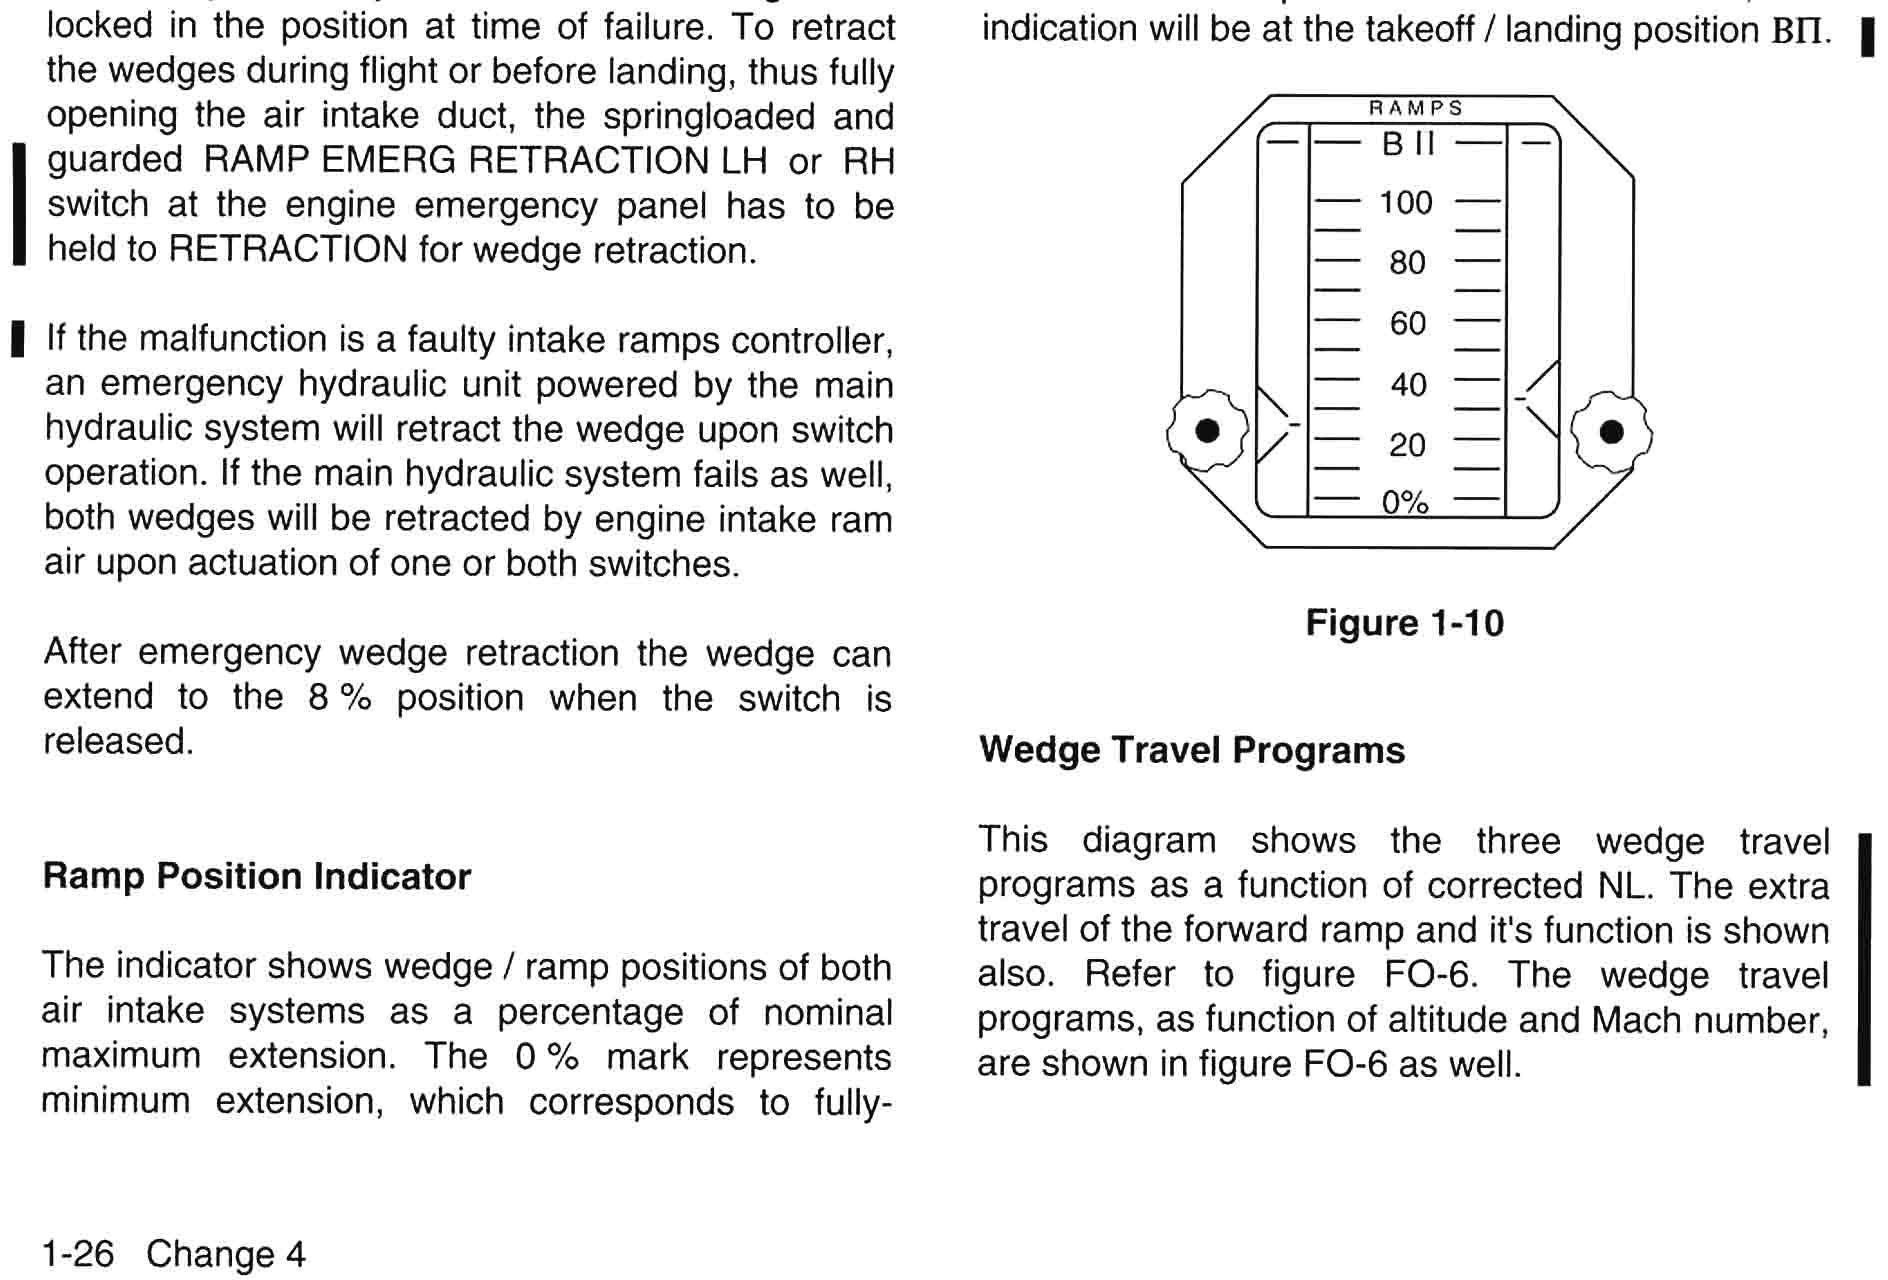 locked in the position at time of failure. To retract
the wedges during flight or before landing, thus fully
opening the air intake duct, the springloaded and
guarded RAMP EMERG RETRACTION LH or RH
switch at the engine emergency panel has to be
held to RETRACTION for wedge retraction.
If the malfunction is a faulty intake ramps controller,
an emergency hydraulic unit powered by the main
hydraulic system will retract the wedge upon switch
operation. If the main hydraulic system fails as well,
both wedges will be retracted by engine intake ram
air upon actuation of one or both switches.
After emergency wedge retraction the wedge can
extend to the 8 % position when the switch is
released.
Ramp Position Indicator
The indicator shows wedge / ramp positions of both
air intake systems as a percentage of nominal
maximum extension. The 0 % mark represents
minimum extension, which corresponds to fully-
indication will be at the takeoff / landing position ВП.
RAMPS
B II
100
80
60
40
20
0%
Figure 1-10
Wedge Travel Programs
This diagram shows the three wedge travel
programs as a function of corrected NL. The extra
travel of the forward ramp and it's function is shown
also. Refer to figure FO-6. The wedge travel
programs, as function of altitude and Mach number,
are shown in figure FO-6 as well.
1-26 Change 4